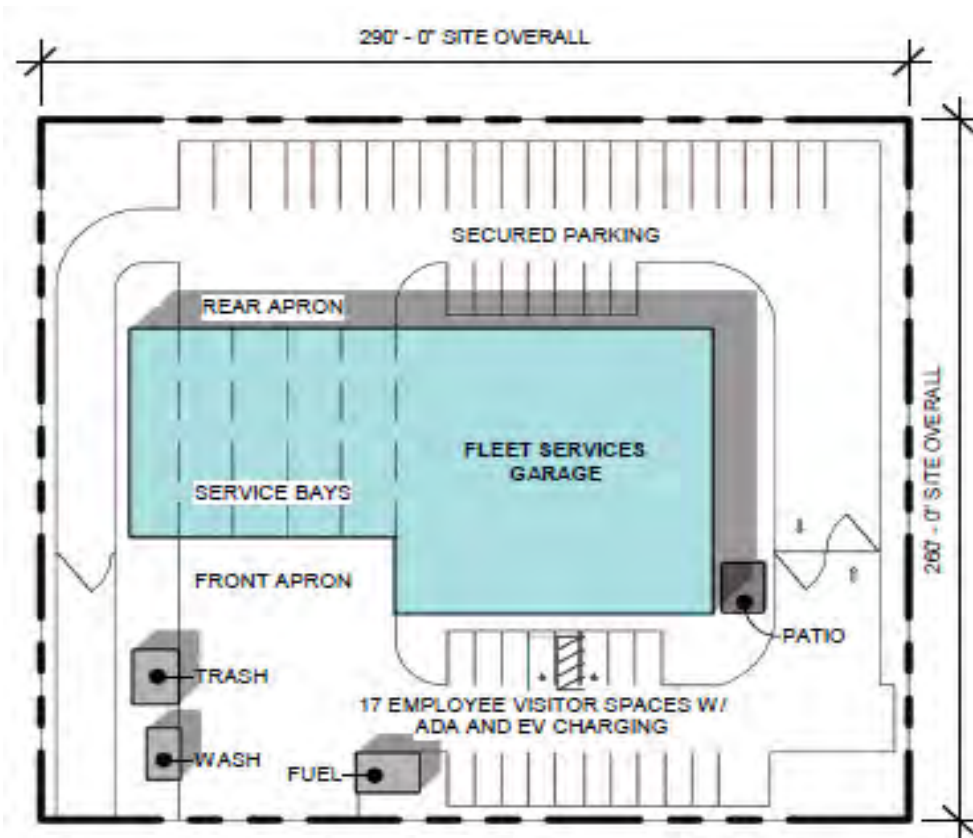 290' - 0" SITE OVERALL
SECURED PARKING
REAR APRON
FLEET SERVICES
GARAGE
SERVICE BAYS
260' - 0" SITE OVERALL
FRONT APRON
PATIO
TRASH
17 EMPLOYEE VISITOR SPACES W/
ADA AND EV CHARGING
WASH
FUEL